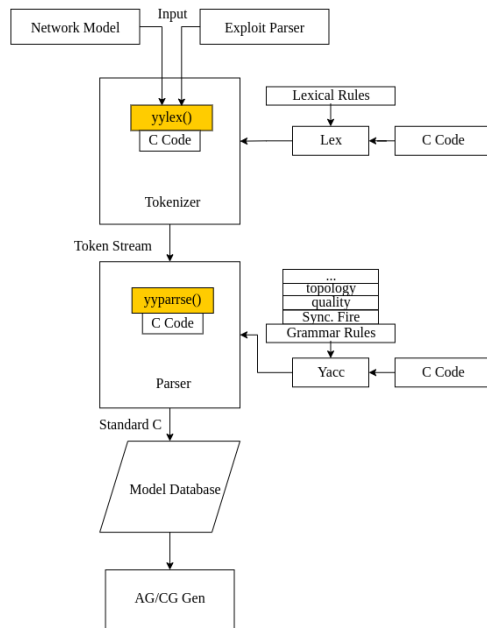 Input
Network Model
Exploit Parser
Lexical Rules
yylex()
C Code
Lex
C Code
Tokenizer
Token Stream
...
topology
quality
Sync. Fire
Grammar Rules
yyparrse()
C Code
Yacc
C Code
Parser
Standard C
Model Database
AG/CG Gen